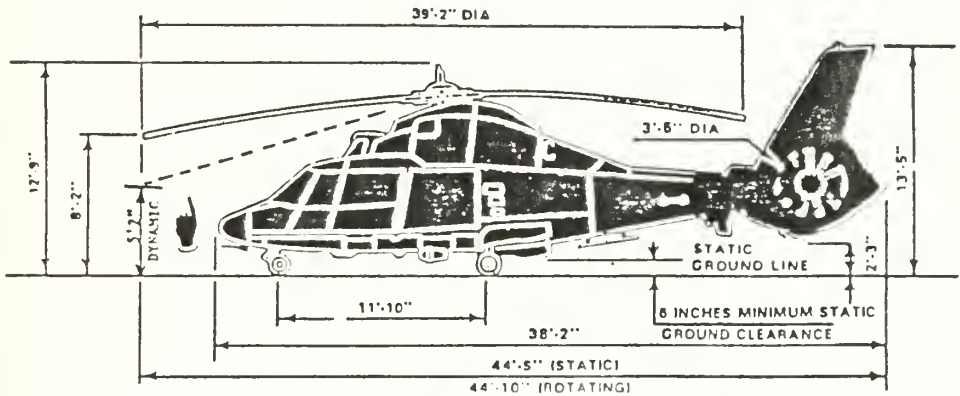 39'-2" DIA
12'-9"
8'-2"
5'2"
DYNAMIC
3'-6" DIA
13'-5"
2'-3"
STATIC
GROUND LINE
11'-10"
6 INCHES MINIMUM STATIC
GROUND CLEARANCE
38'-2"
44'-5" (STATIC)
44'-10" (ROTATING)